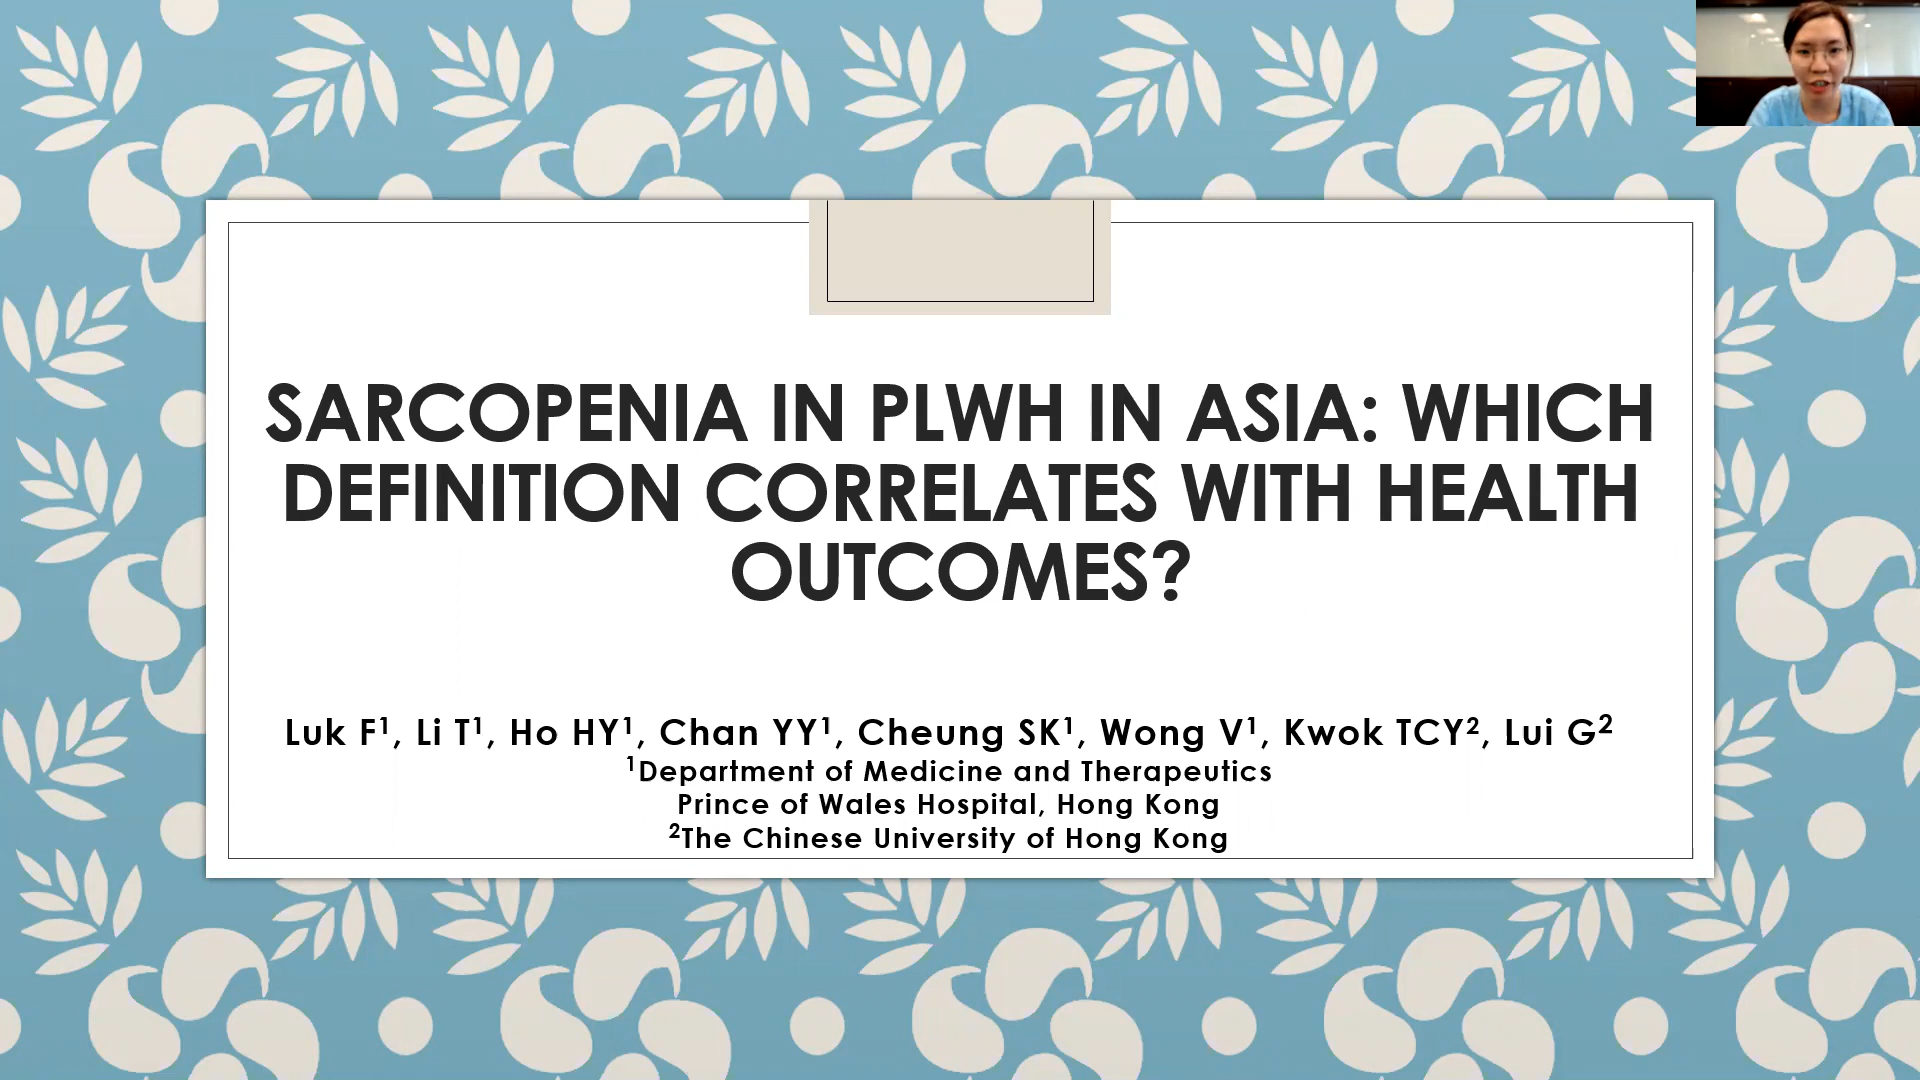 SARCOPENIA IN PLWH IN ASIA: WHICH
DEFINITION CORRELATES WITH HEALTH
OUTCOMES?
Luk F¹, Li T¹, Ho HY¹, Chan YY¹, Cheung SK¹, Wong V¹, Kwok TCY², Lui G²
¹Department of Medicine and Therapeutics
Prince of Wales Hospital, Hong Kong
²The Chinese University of Hong Kong